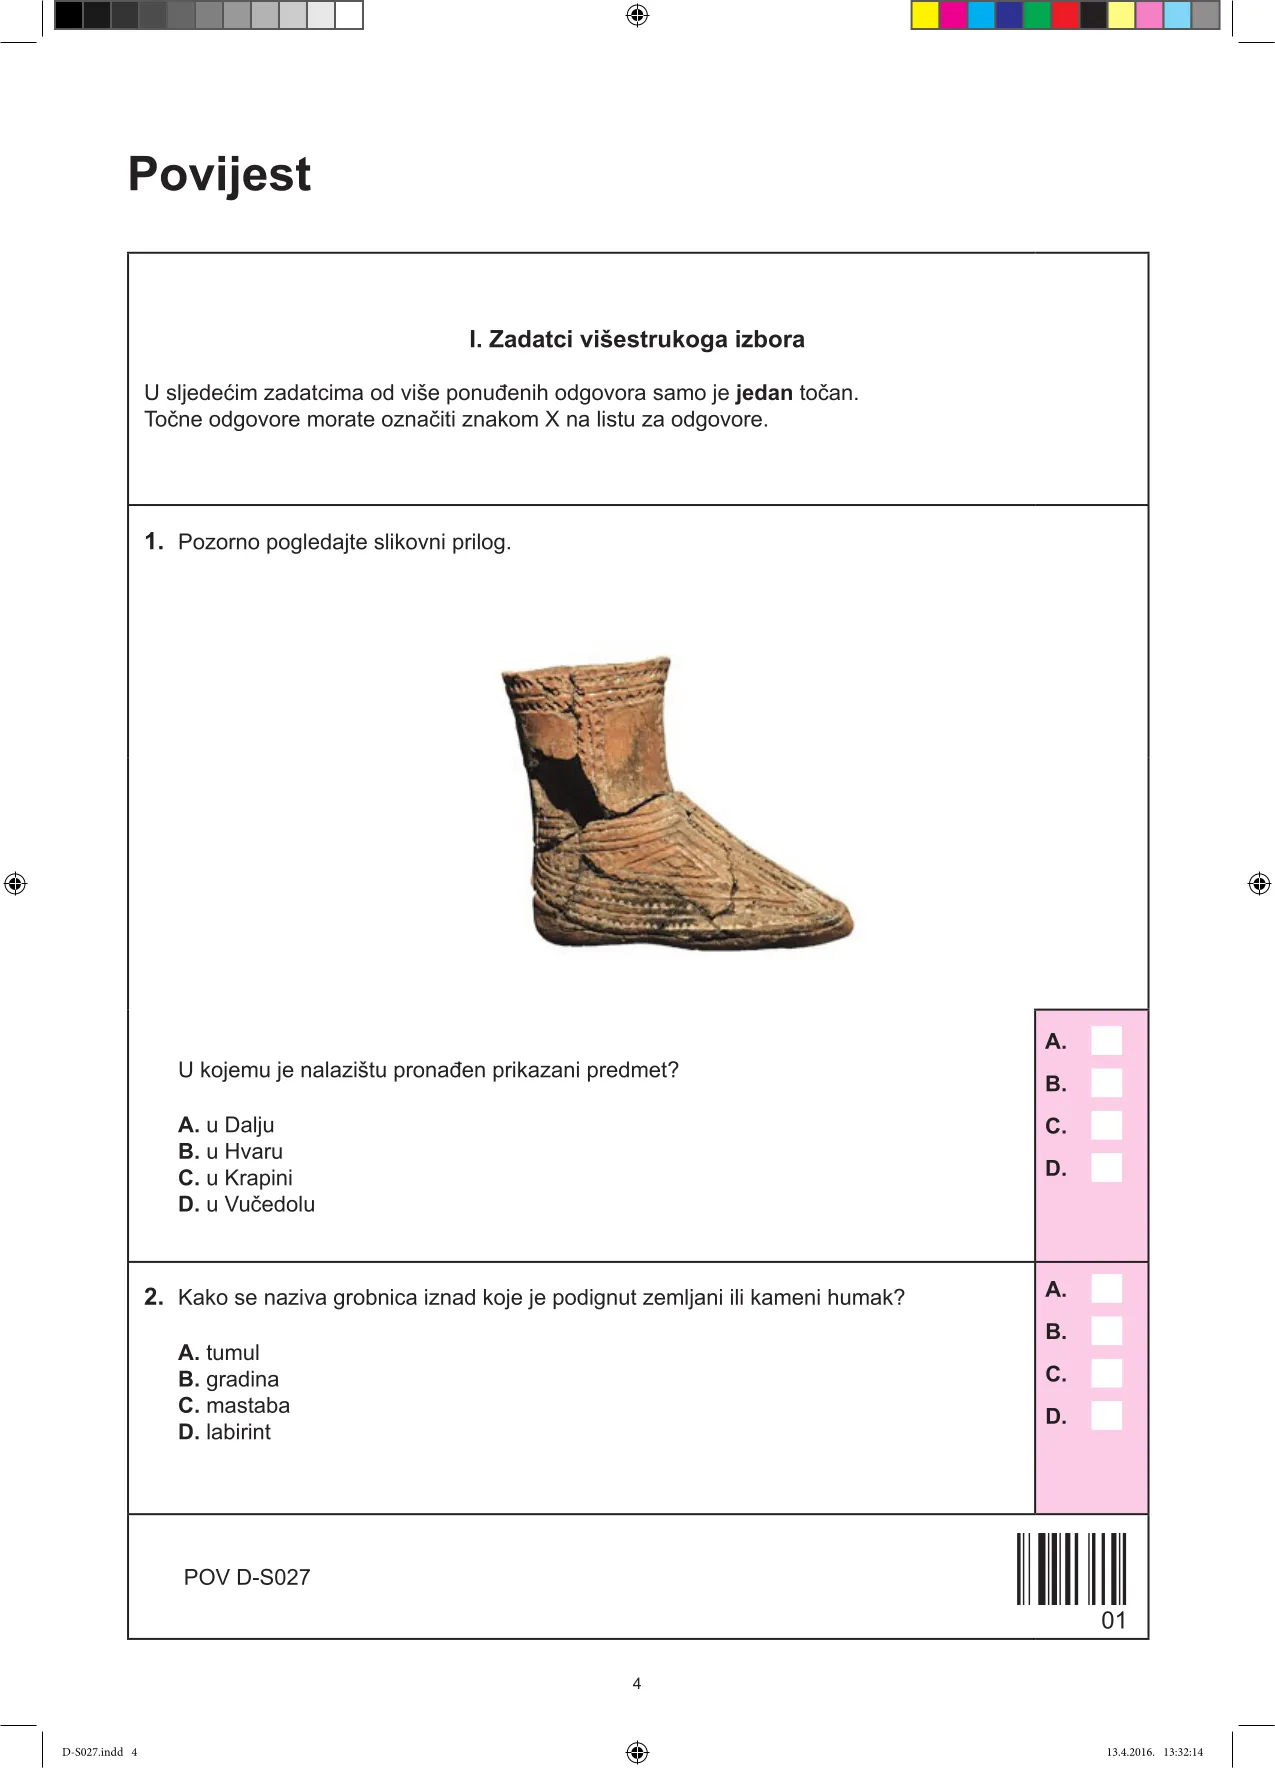 Povijest
I. Zadatci višestrukoga izbora
U sljedećim zadatcima od više ponuđenih odgovora samo je jedan točan.
Točne odgovore morate označiti znakom X na listu za odgovore.
1. Pozorno pogledajte slikovni prilog.
U kojemu je nalazištu pronađen prikazani predmet?
A. u Dalju
B. u Hvaru
C. u Krapini
D. u Vučedolu
A.
B.
C.
D.
2. Kako se naziva grobnica iznad koje je podignut zemljani ili kameni humak?
A. tumul
B. gradina
C. mastaba
D. labirint
A.
B.
C.
D.
POV D-S027
01
4
D-S027.indd 4
13.4.2016. 13:32:14